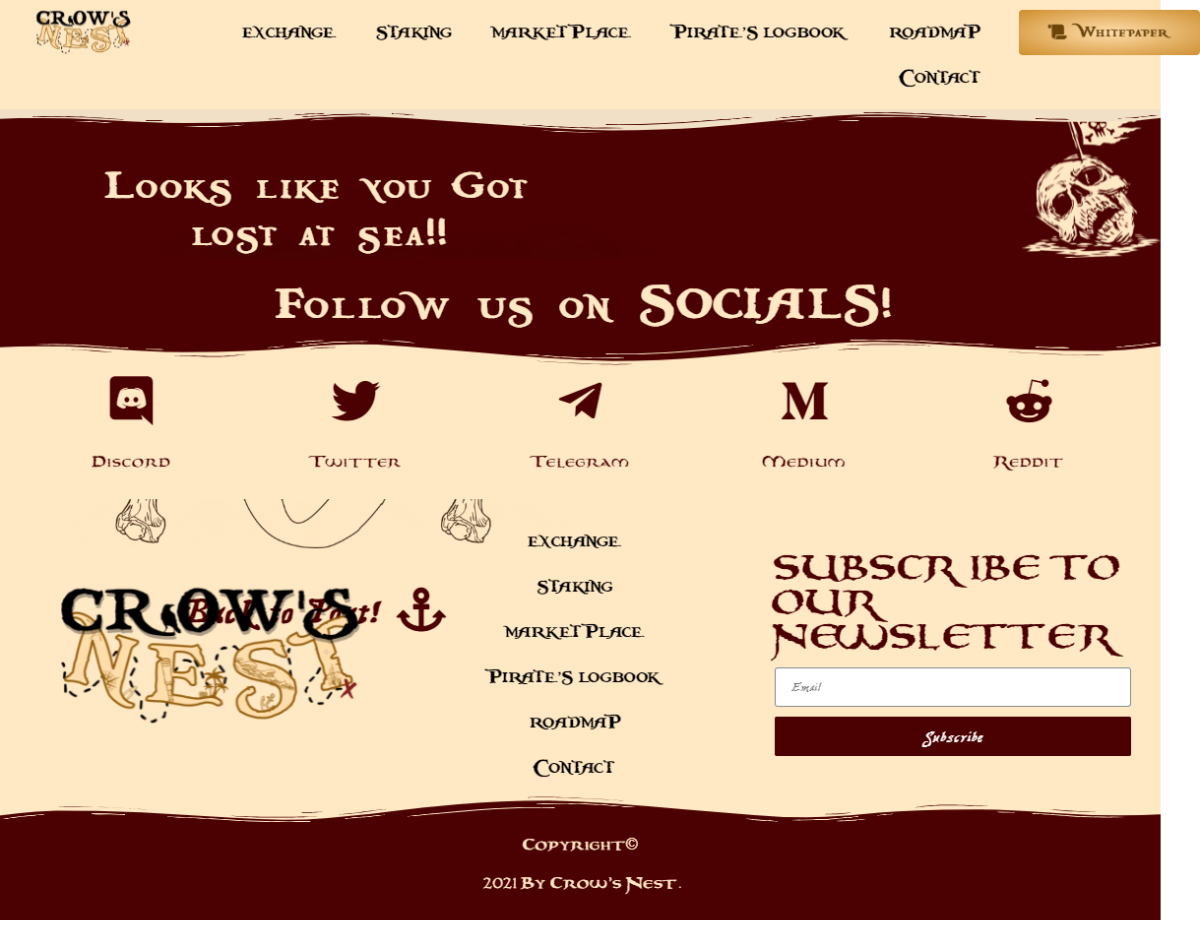 CROW'S
NEST
EXCHANGE
STAKING
MARKETPLACE
PIRATE'S LOGBOOK
ROADMAP
WHITEPAPER
CONTACT
LOOKS LIKE YOU GOT
LOST AT SEA!!
FOLLOW US ON SOCIALS!
DISCORD
TWITTER
TELEGRAM
MEDIUM
REDDIT
EXCHANGE
STAKING
MARKETPLACE
PIRATE'S LOGBOOK
ROADMAP
CONTACT
Back to Port!
CROW'S
NEST
SUBSCRIBE TO
OUR
NEWSLETTER
Email
Subscribe
COPYRIGHT©
2021 BY CROW'S NEST.